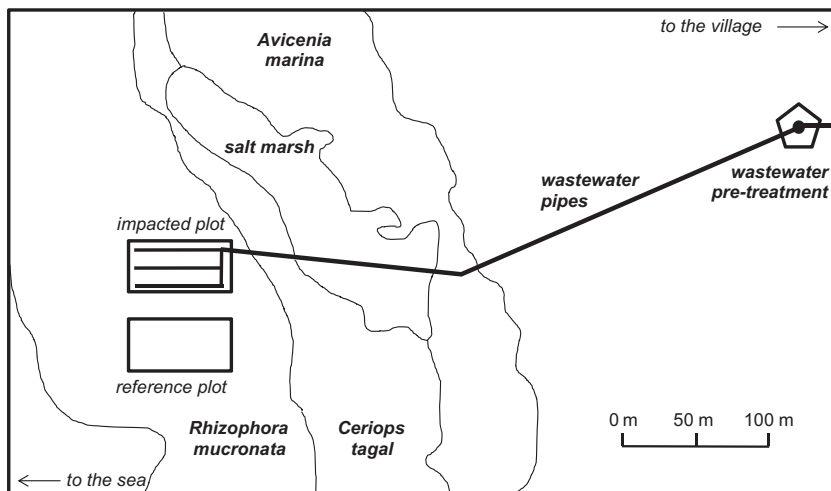 to the village
Avicenia
marina
salt marsh
wastewater
pre-treatment
wastewater
pipes
impacted plot
reference plot
Rhizophora
mucronata
Ceriops
tagal
0 m 50 m 100 m
to the sea